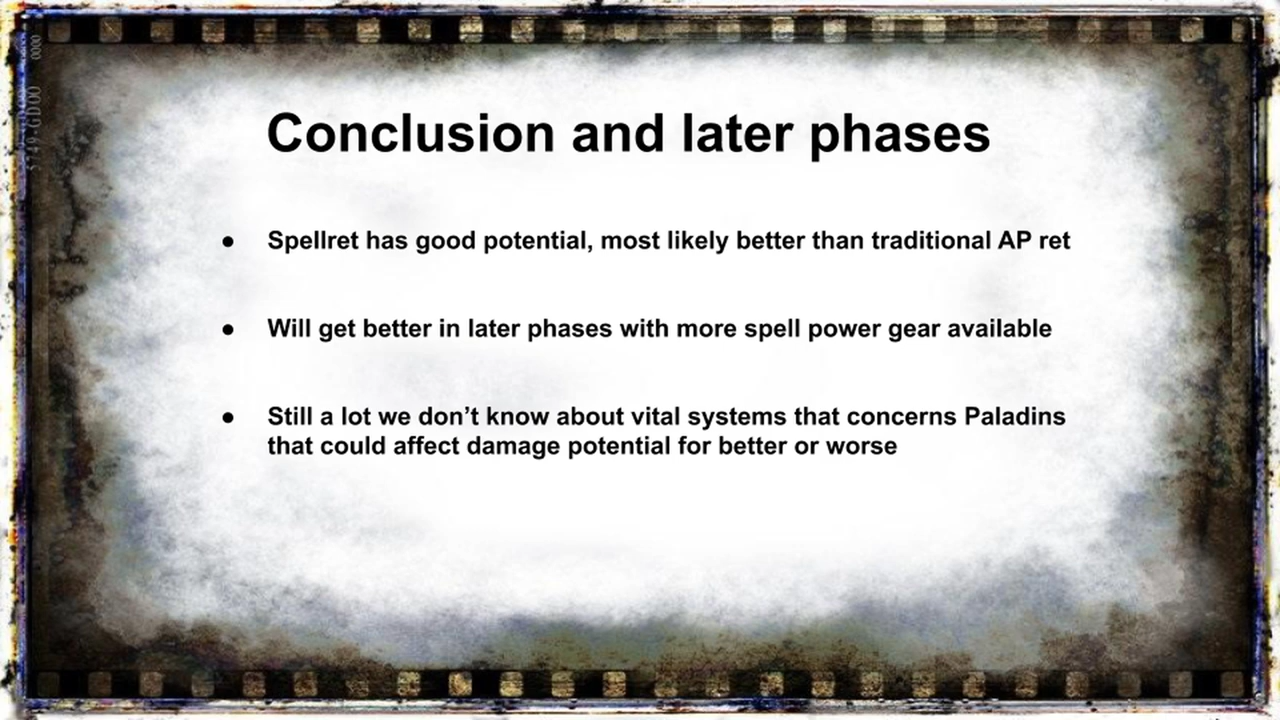 Conclusion and later phases
● Spellret has good potential, most likely better than traditional AP ret
● Will get better in later phases with more spell power gear available
● Still a lot we don’t know about vital systems that concerns Paladins
that could affect damage potential for better or worse
0000